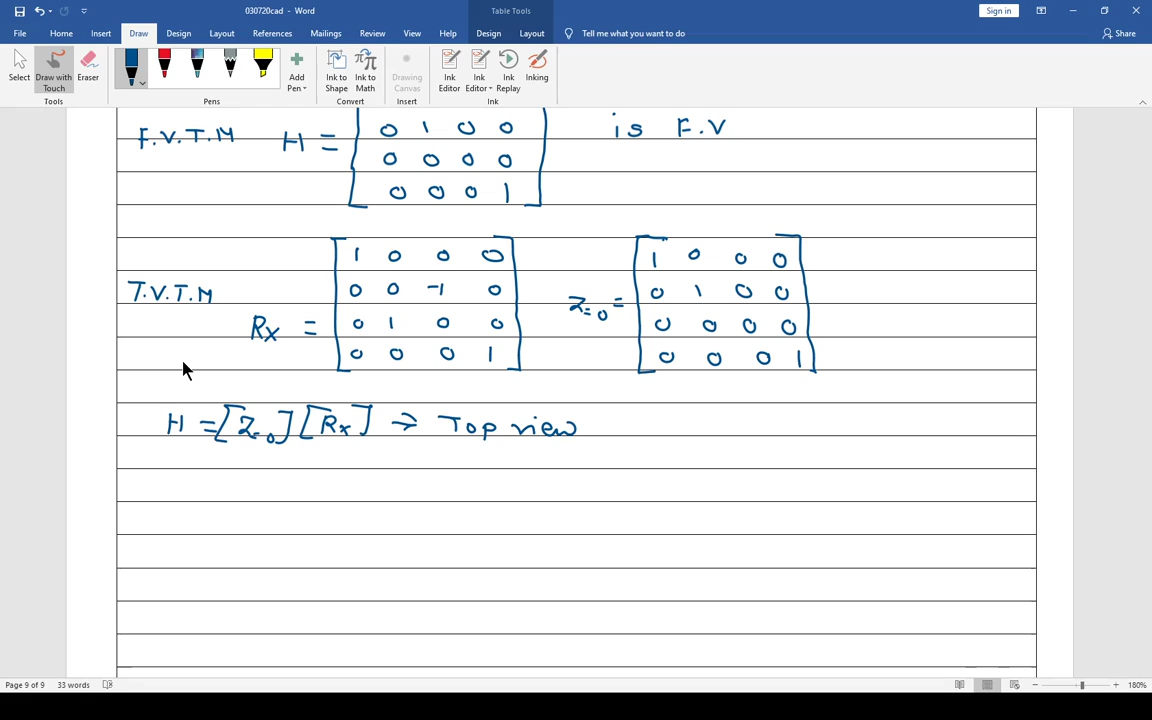 030720cad - Word
Table Tools
Sign in
File Home Insert Draw Design Layout References Mailings Review View Help Design Layout Tell me what you want to do Share
Select Draw with Touch Eraser Add Pen Ink to Shape Ink to Math Drawing Canvas Ink Editor Ink Editor Ink Replay Inking
Tools Pens Convert Insert Ink
F.V.T.M H = [
0 1 0 0
0 0 0 0
0 0 0 1
] is F.V
T.V.T.M
Rx = [
1 0 0 0
0 0 -1 0
0 1 0 0
0 0 0 1
]
Z=0 = [
1 0 0 0
0 1 0 0
0 0 0 0
0 0 0 1
]
H = [Z=0] [Rx] ⇒ Top view
Page 9 of 9 33 words 180%